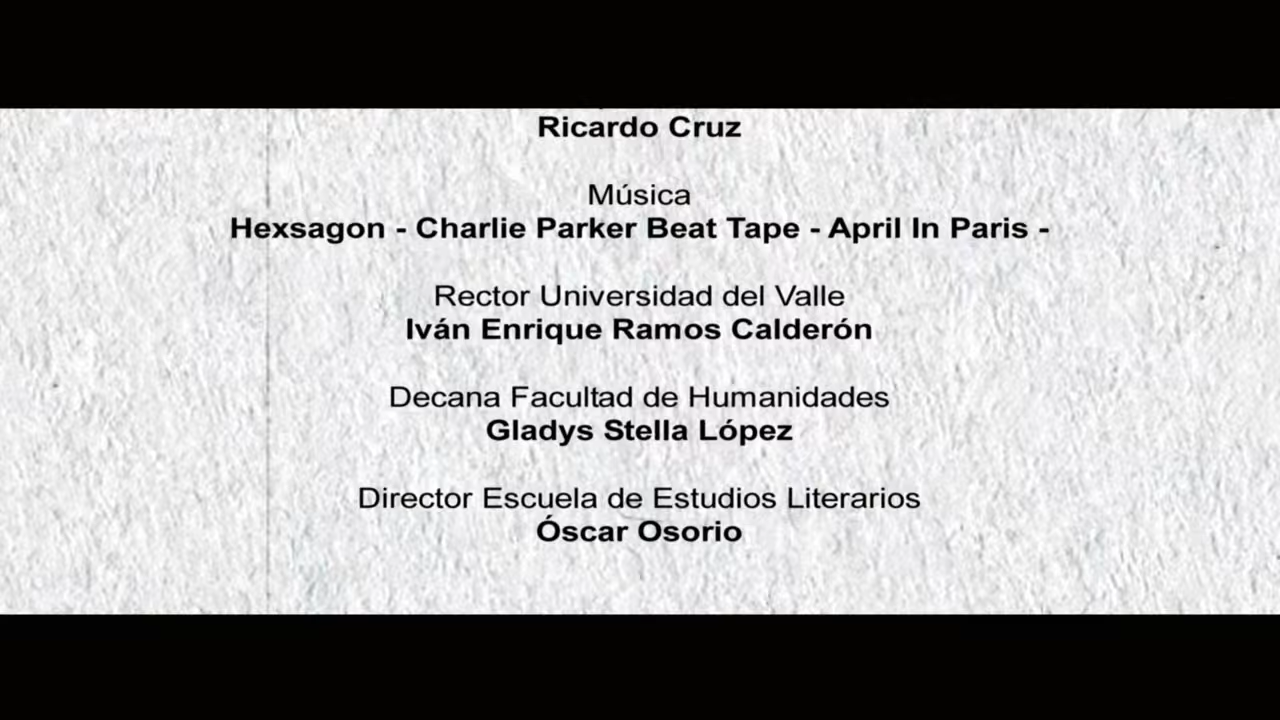 Ricardo Cruz
Música
Hexsagon - Charlie Parker Beat Tape - April In Paris -
Rector Universidad del Valle
Iván Enrique Ramos Calderón
Decana Facultad de Humanidades
Gladys Stella López
Director Escuela de Estudios Literarios
Óscar Osorio